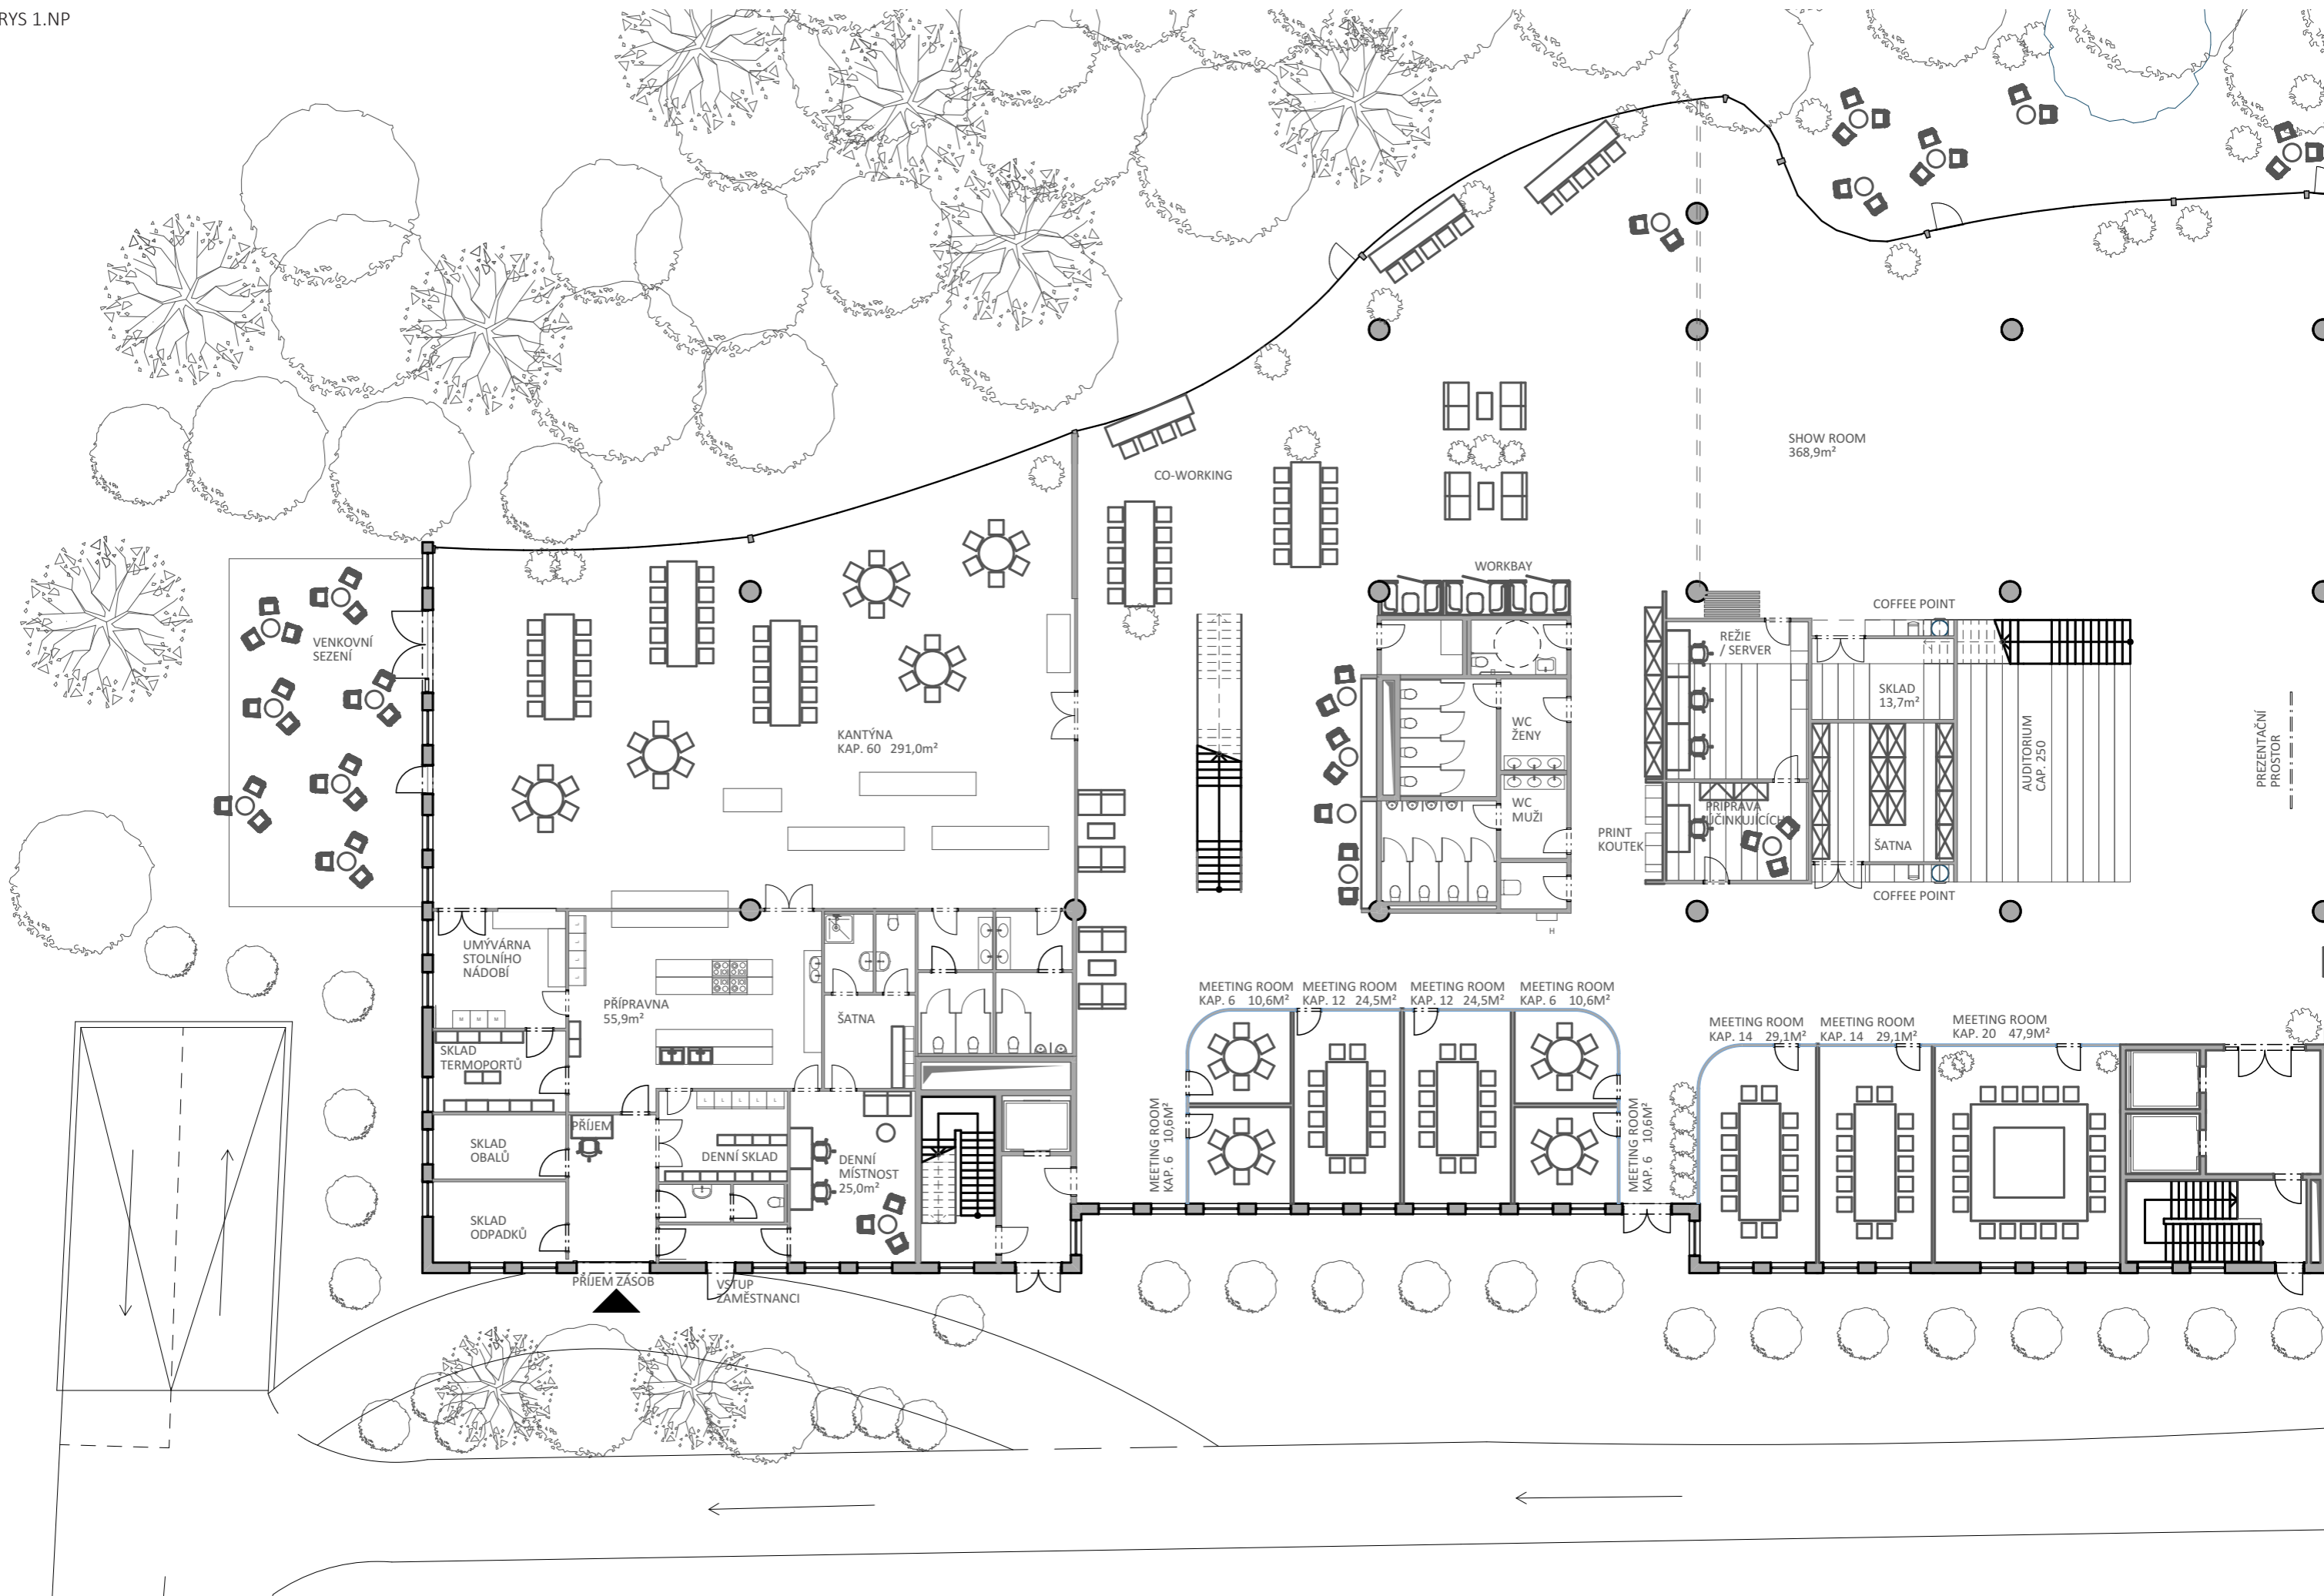 RYS 1.NP
SHOW ROOM
368,9m²
CO-WORKING
WORKBAY
COFFEE POINT
VENKOVNÍ
SEZENÍ
REŽIE
/ SERVER
SKLAD
13,7m²
WC
ŽENY
KANTÝNA
KAP. 60 291,0m²
AUDITORIUM
CAP. 250
PREZENTAČNÍ
PROSTOR
WC
MUŽI
PRINT
KOUTEK
PŘÍPRAVA
ÚČINKUJÍCÍCH
ŠATNA
COFFEE POINT
H
UMÝVÁRNA
STOLNÍHO
NÁDOBÍ
PŘÍPRAVNA
55,9m²
ŠATNA
M M M
MEETING ROOM
KAP. 6 10,6M²
MEETING ROOM
KAP. 12 24,5M²
MEETING ROOM
KAP. 12 24,5M²
MEETING ROOM
KAP. 6 10,6M²
MEETING ROOM
KAP. 14 29,1M²
MEETING ROOM
KAP. 14 29,1M²
MEETING ROOM
KAP. 20 47,9M²
SKLAD
TERMOPORTŮ
L L L L L
PŘÍJEM
SKLAD
OBALŮ
DENNÍ SKLAD
DENNÍ
MÍSTNOST
25,0m²
MEETING ROOM
KAP. 6 10,6M²
MEETING ROOM
KAP. 6 10,6M²
SKLAD
ODPADKŮ
PŘÍJEM ZÁSOB
VSTUP
ZAMĚSTNANCI